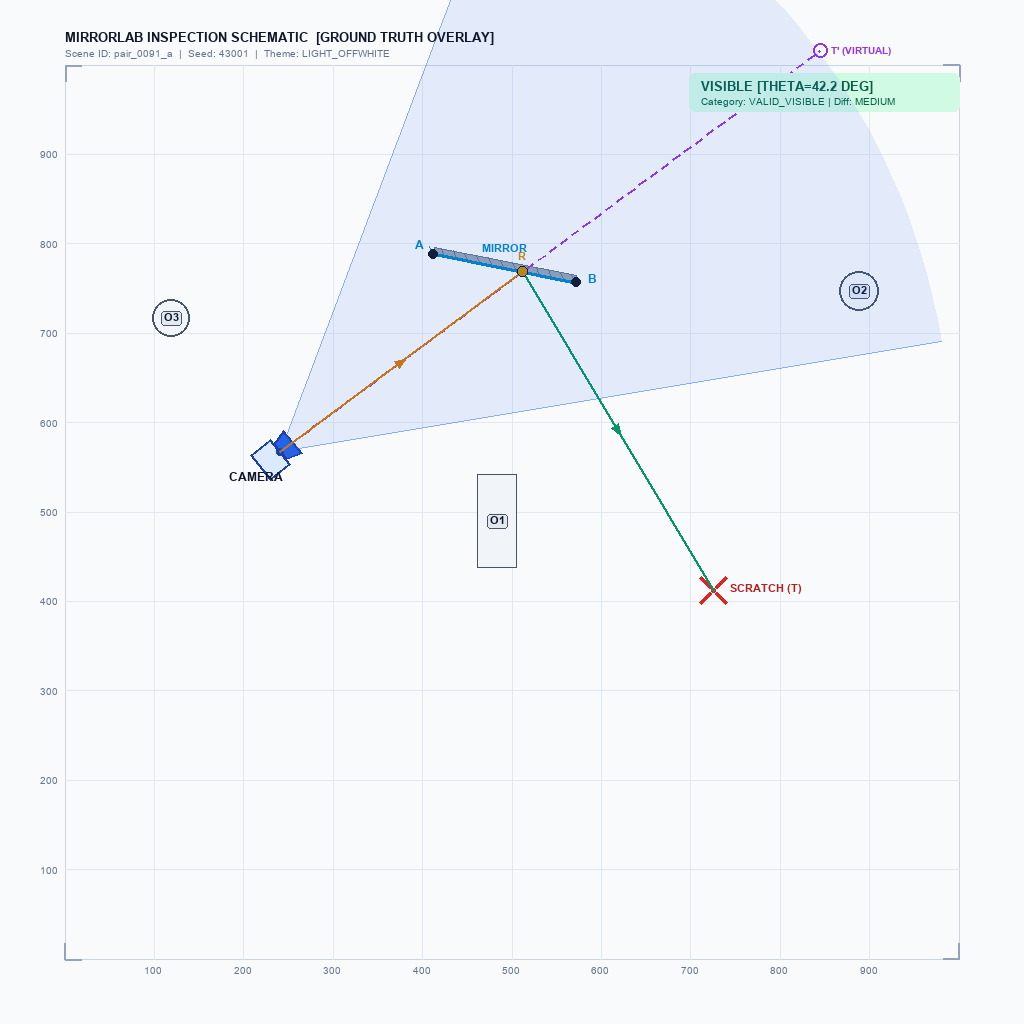 MIRRORLAB INSPECTION SCHEMATIC  [GROUND TRUTH OVERLAY]
Scene ID: pair_0091_a  |  Seed: 43001  |  Theme: LIGHT_OFFWHITE
T' (VIRTUAL)
VISIBLE [THETA=42.2 DEG]
Category: VALID_VISIBLE | Diff: MEDIUM
900
A
MIRROR
R
800
B
O2
O3
700
600
CAMERA
O1
500
SCRATCH (T)
400
300
200
100
100 200 300 400 500 600 700 800 900